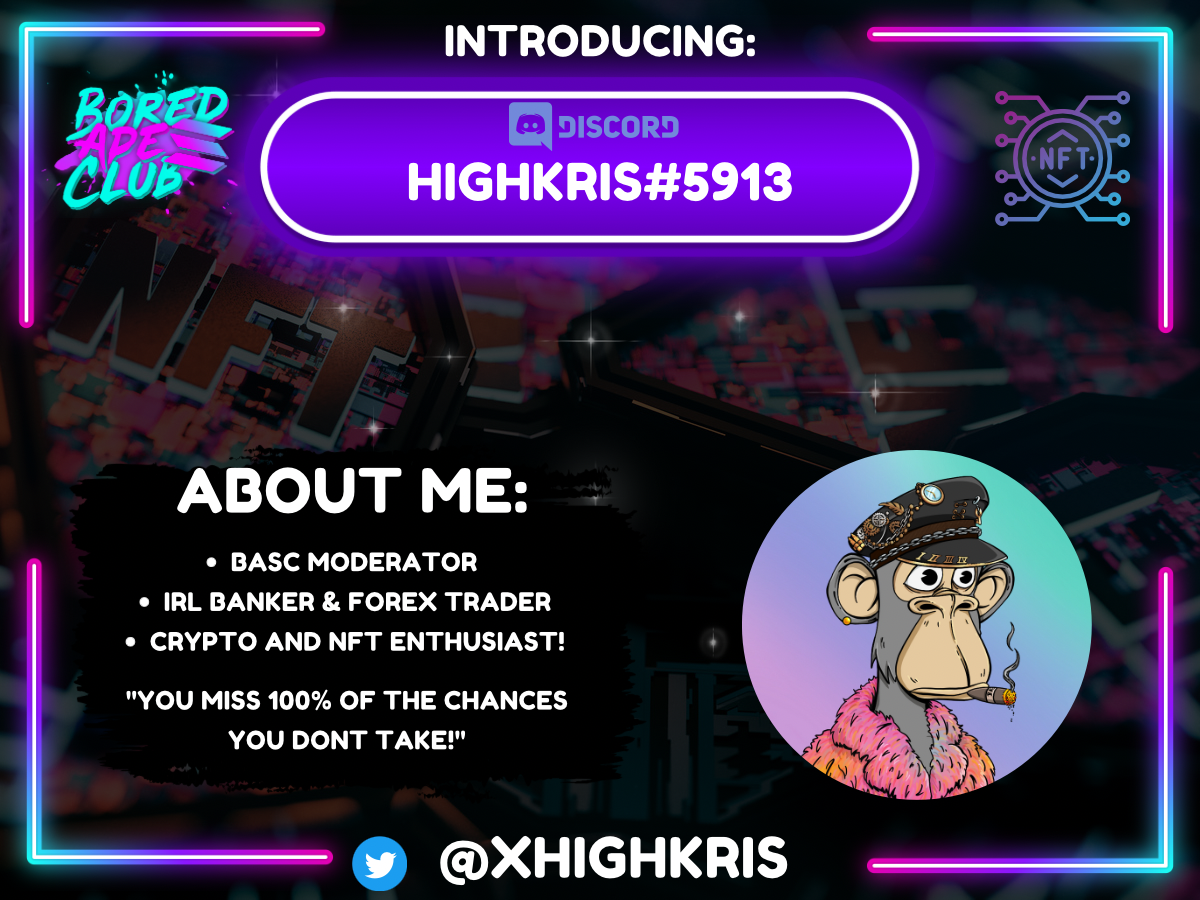 INTRODUCING:
BORED
APE
CLUB
DISCORD
HIGHKRIS#5913
NFT
NFT
ABOUT ME:
• BASC MODERATOR
• IRL BANKER & FOREX TRADER
• CRYPTO AND NFT ENTHUSIAST!
"YOU MISS 100% OF THE CHANCES
YOU DONT TAKE!"
@XHIGHKRIS